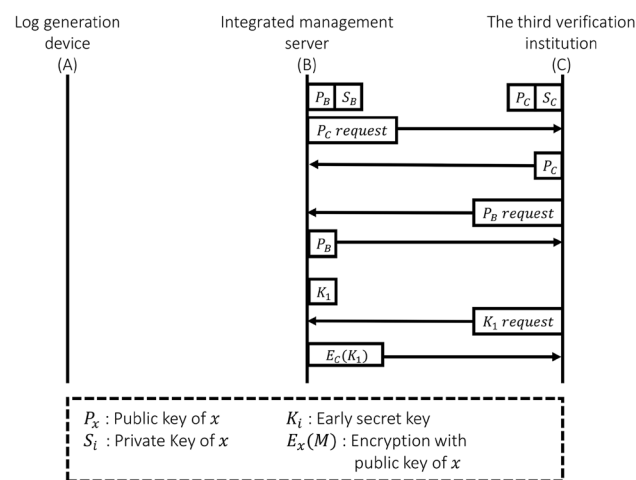 Log generation device (A)
Integrated management server (B)
The third verification institution (C)
P_B S_B
P_C S_C
P_C request
P_C
P_B request
P_B
K_1
K_1 request
E_C(K_1)
P_x : Public key of x
K_i : Early secret key
S_i : Private Key of x
E_x(M) : Encryption with
public key of x